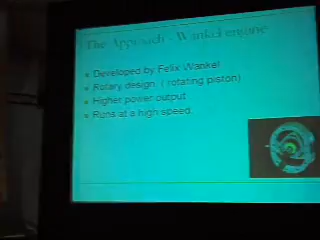 The Approach - Wankel engine
Developed by Felix Wankel
Rotary design ( rotating piston)
Higher power output
Runs at a high speed